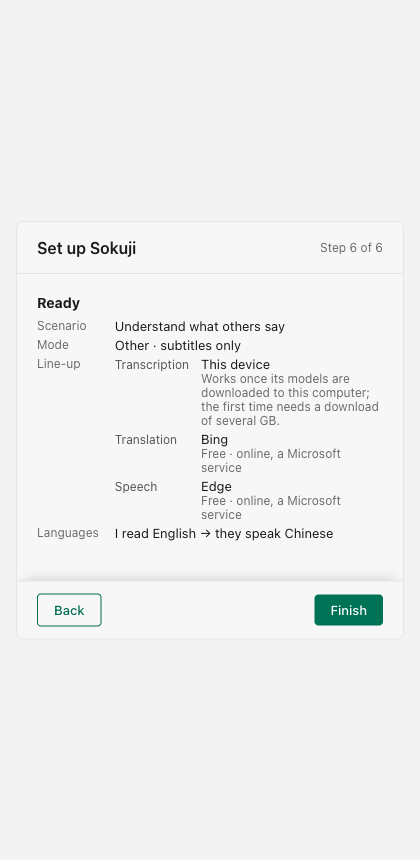 Set up Sokuji
Step 6 of 6
Ready
Scenario Understand what others say
Mode Other · subtitles only
Line-up Transcription This device
Works once its models are
downloaded to this computer;
the first time needs a download
of several GB.
Translation Bing
Free · online, a Microsoft
service
Speech Edge
Free · online, a Microsoft
service
Languages I read English → they speak Chinese
Back
Finish